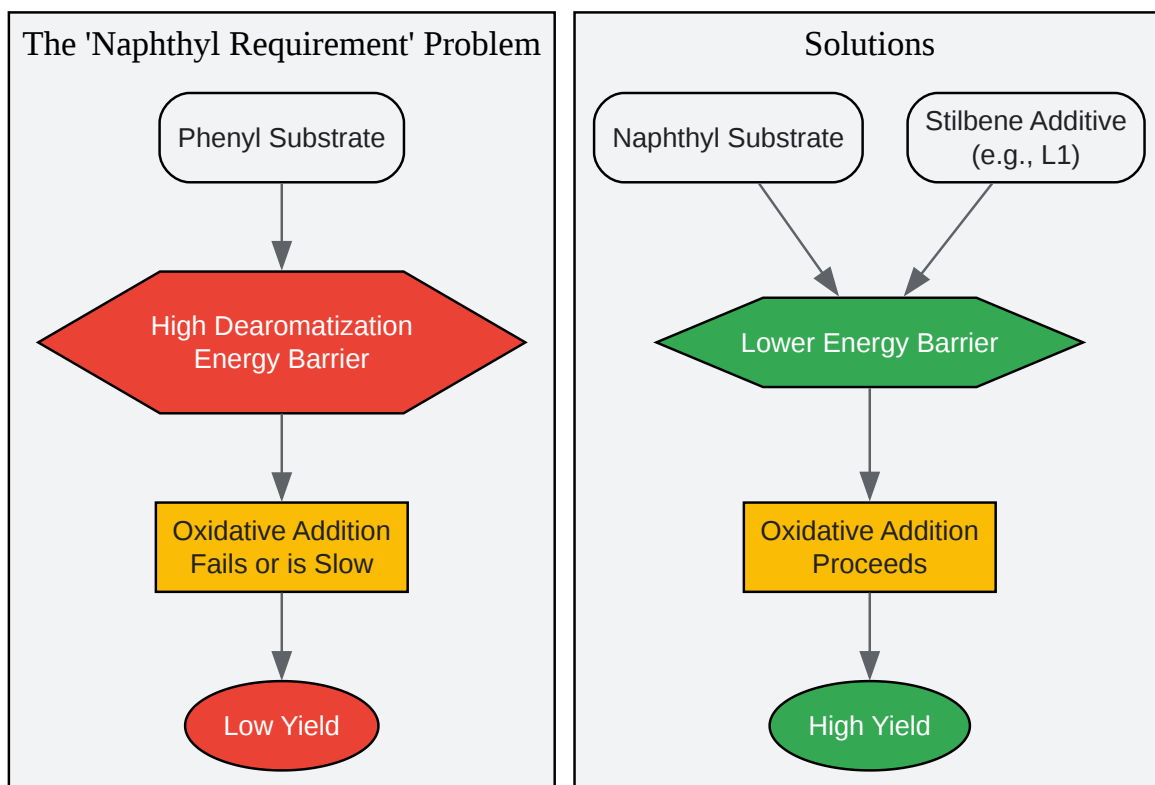 The 'Naphthyl Requirement' Problem
Phenyl Substrate
High Dearomatization
Energy Barrier
Oxidative Addition
Fails or is Slow
Low Yield
Solutions
Naphthyl Substrate
Stilbene Additive
(e.g., L1)
Lower Energy Barrier
Oxidative Addition
Proceeds
High Yield